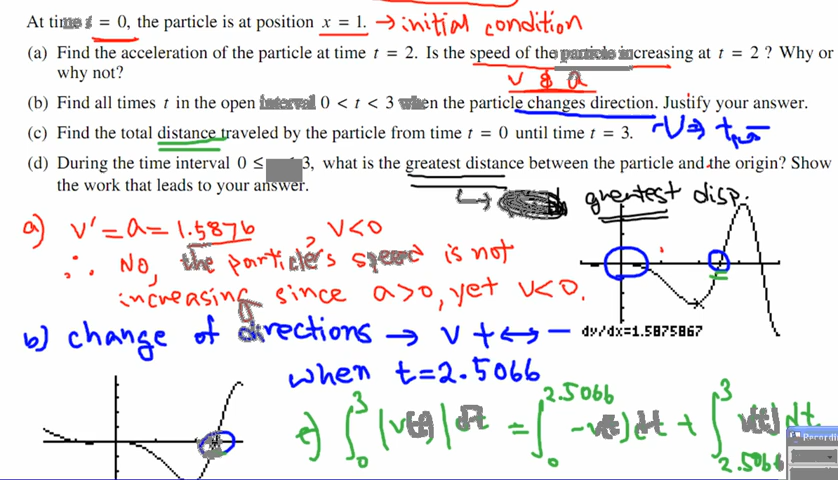 At time t = 0, the particle is at position x = 1. → initial condition
(a) Find the acceleration of the particle at time t = 2. Is the speed of the particle increasing at t = 2 ? Why or
why not?
v & a
(b) Find all times t in the open interval 0 < t < 3 when the particle changes direction. Justify your answer.
(c) Find the total distance traveled by the particle from time t = 0 until time t = 3.
(d) During the time interval 0 ≤ 3, what is the greatest distance between the particle and the origin? Show
the work that leads to your answer.
greatest disp.
a) v' = a = 1.5876, v<0
∴ No, the particle's speed is not
increasing since a>0, yet v<0.
dy/dx=1.5875867
b) change of directions → v + ↔ −
when t=2.5066
c) ∫₀³ |v(t)| dt = ∫₀^2.5066 -v(t) dt + ∫_2.5066^3 v(t) dt
Recordi